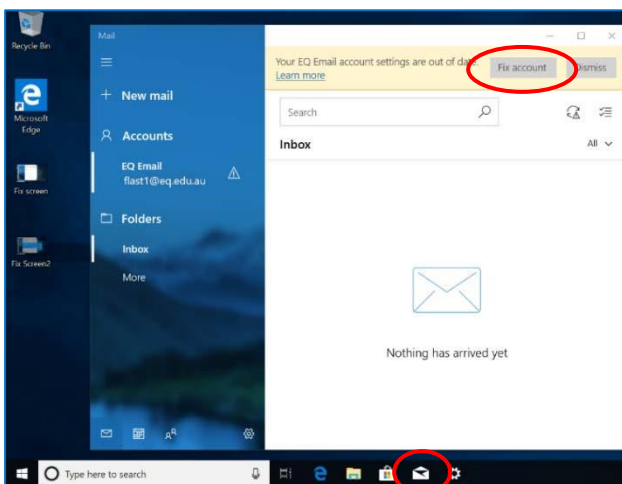 Recycle Bin
Microsoft
Edge
Fix screen
Fix Screen2
Mail
New mail
Accounts
EQ Email
flast1@eq.edu.au
Folders
Inbox
More
Your EQ Email account settings are out of date.
Learn more
Fix account
Dismiss
Search
Inbox
All
Nothing has arrived yet
Type here to search